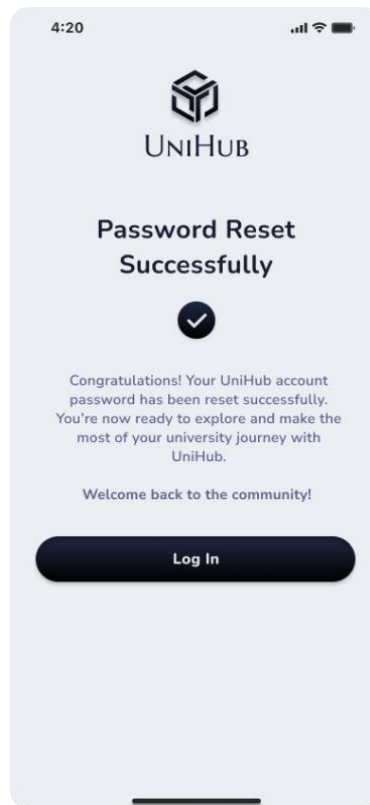 4:20
UniHub
Password Reset
Successfully
Congratulations! Your UniHub account
password has been reset successfully.
You're now ready to explore and make the
most of your university journey with
UniHub.
Welcome back to the community!
Log In